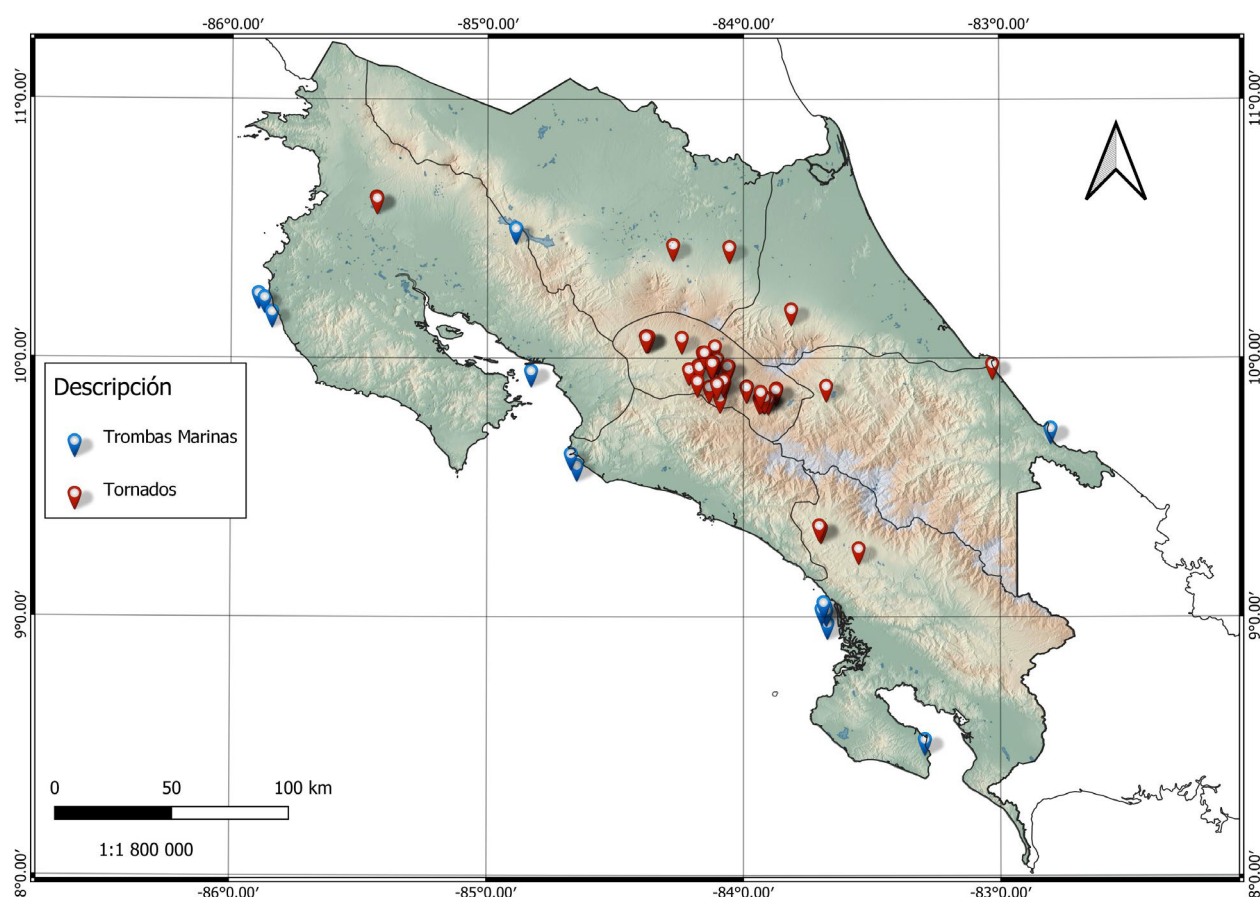 -86°0.00′ -85°0.00′ -84°0.00′ -83°0.00′
11°0.00′ 11°0.00′
10°0.00′ 10°0.00′
Descripción
Trombas Marinas
Tornados
9°0.00′ 9°0.00′
0 50 100 km
1:1 800 000
8°0.00′ 8°0.00′
-86°0.00′ -85°0.00′ -84°0.00′ -83°0.00′